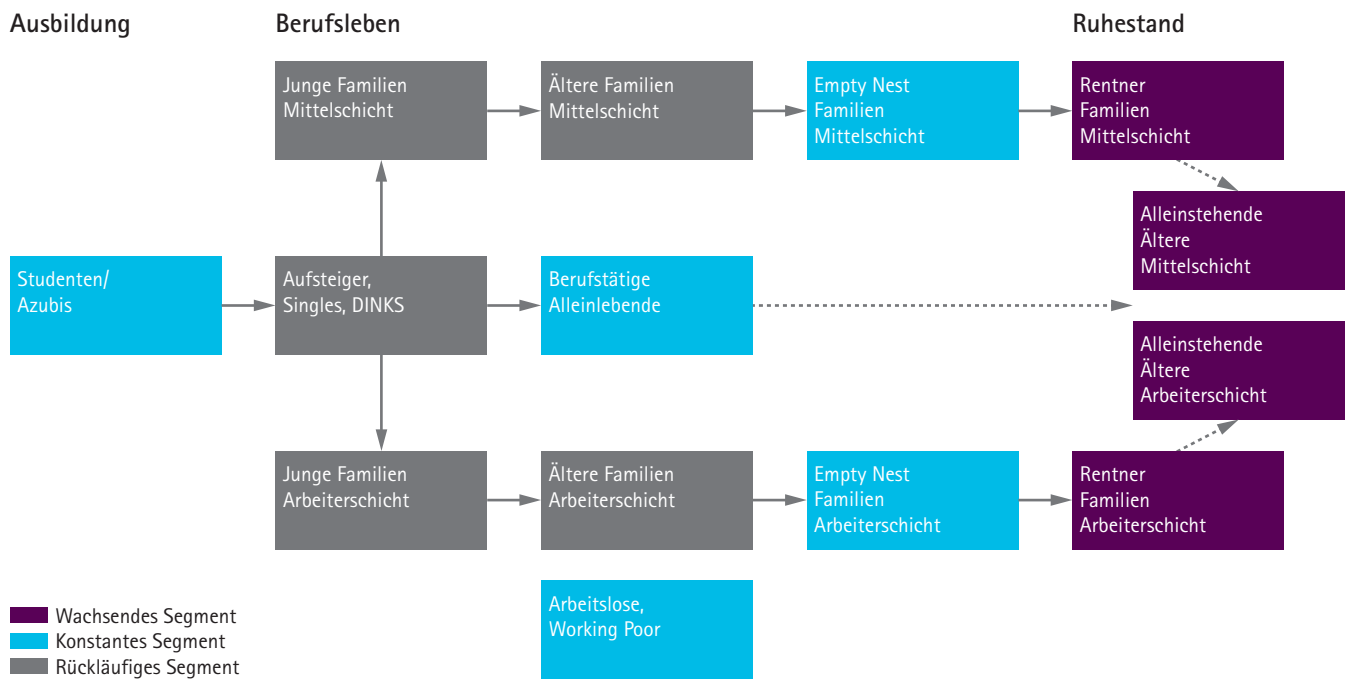 Ausbildung
Berufsleben
Ruhestand
Junge Familien
Mittelschicht
Ältere Familien
Mittelschicht
Empty Nest
Familien
Mittelschicht
Rentner
Familien
Mittelschicht
Alleinstehende
Ältere
Mittelschicht
Studenten/
Azubis
Aufsteiger,
Singles, DINKS
Berufstätige
Alleinlebende
Alleinstehende
Ältere
Arbeiterschicht
Junge Familien
Arbeiterschicht
Ältere Familien
Arbeiterschicht
Empty Nest
Familien
Arbeiterschicht
Rentner
Familien
Arbeiterschicht
Arbeitslose,
Working Poor
Wachsendes Segment
Konstantes Segment
Rückläufiges Segment